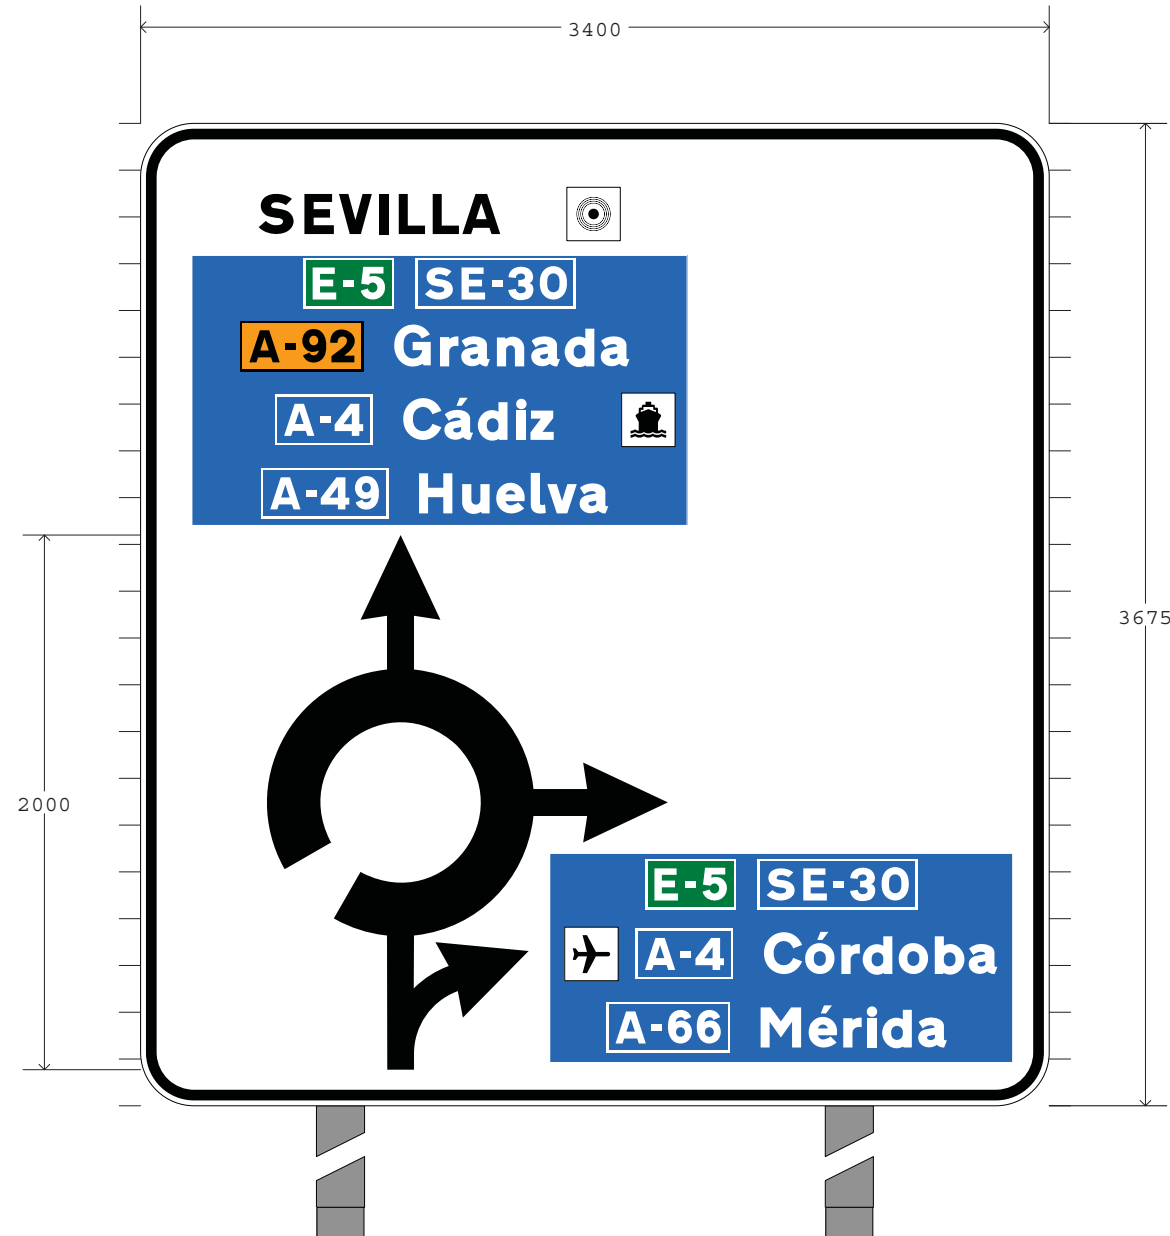 3400
SEVILLA
E-5 SE-30
A-92 Granada
A-4 Cádiz
A-49 Huelva
3675
2000
E-5 SE-30
A-4 Córdoba
A-66 Mérida